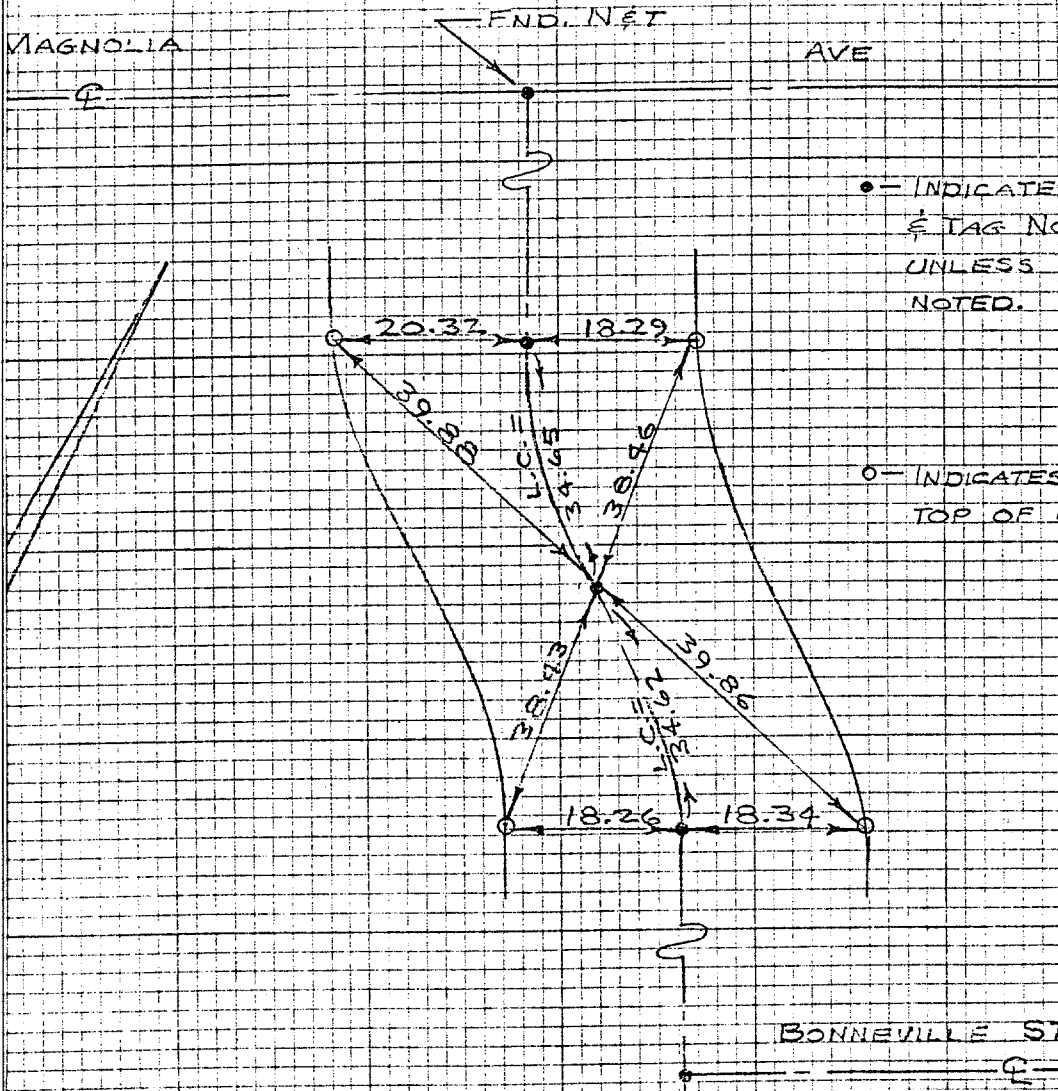 FND. N & T
MAGNOLIA
AVE
℄
• - INDICATE
& TAG NO
UNLESS
NOTED.
20.32
18.29
39.88
L.C.=
34.65
38.46
○ - INDICATES
TOP OF
38.43
L.C.=
34.62
39.86
18.26
18.34
BONNEVILLE ST
℄